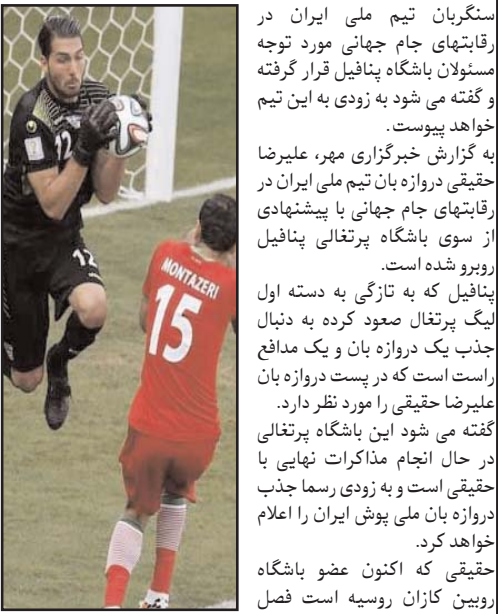 سنگربان تیم ملی ایران در
رقابتهای جام جهانی مورد توجه
مسئولان باشگاه پنافیل قرار گرفته
و گفته می شود به زودی به این تیم
خواهد پیوست.
به گزارش خبرگزاری مهر، علیرضا
حقیقی دروازه بان تیم ملی ایران در
رقابتهای جام جهانی با پیشنهادی
از سوی باشگاه پرتغالی پنافیل
روبرو شده است.
پنافیل که به تازگی به دسته اول
لیگ پرتغال صعود کرده به دنبال
جذب یک دروازه بان و یک مدافع
راست است که در پست دروازه بان
علیرضا حقیقی را مورد نظر دارد.
گفته می شود این باشگاه پرتغالی
در حال انجام مذاکرات نهایی با
حقیقی است و به زودی رسما جذب
دروازه بان ملی پوش ایران را اعلام
خواهد کرد.
حقیقی که اکنون عضو باشگاه
روبین کازان روسیه است فصل
12
12
MONTAZERI
15